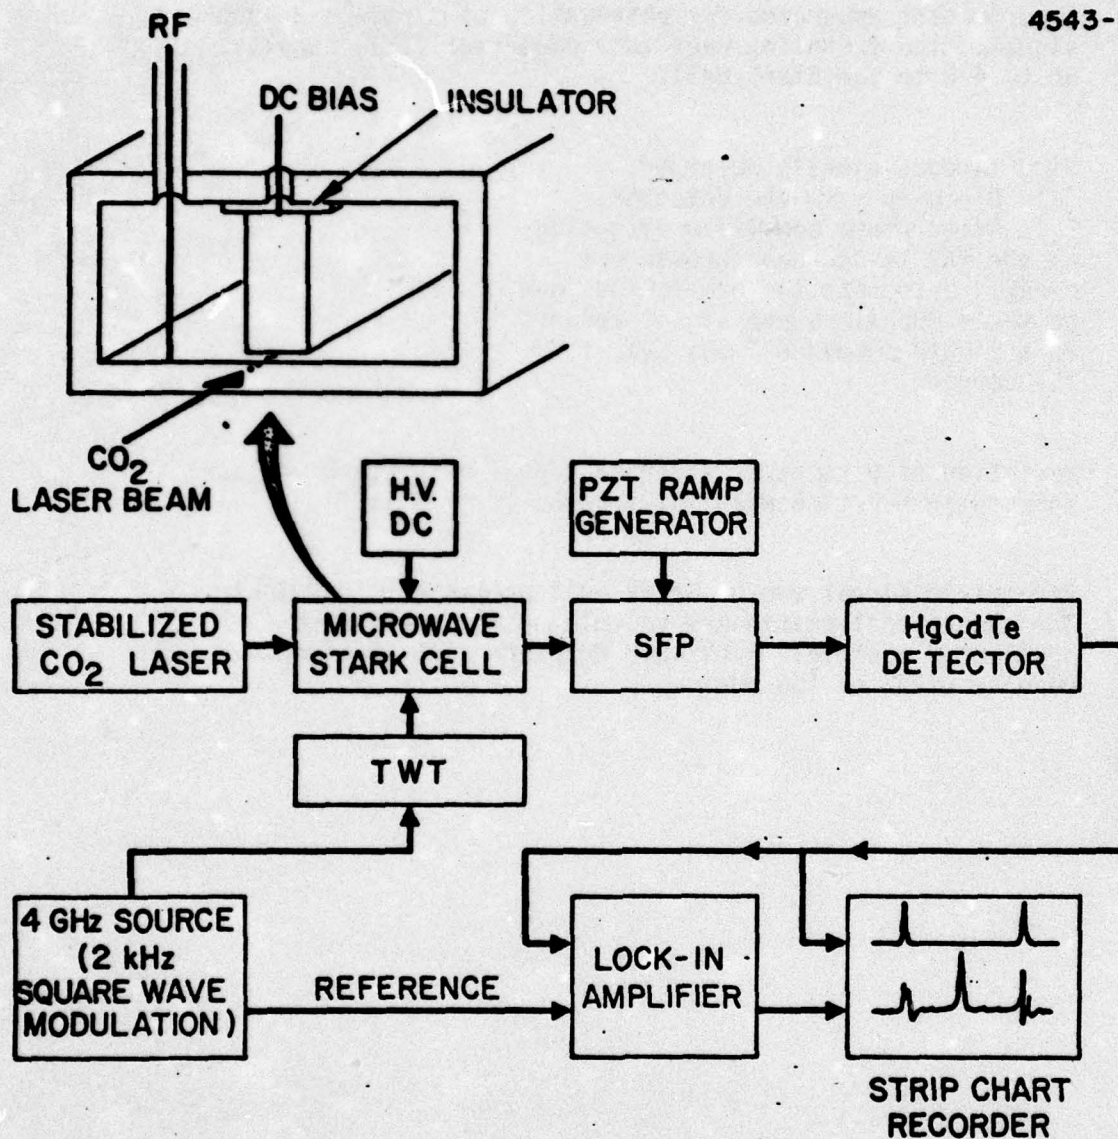 4543-
RF
DC BIAS
INSULATOR
CO2
LASER BEAM
H.V.
DC
PZT RAMP
GENERATOR
STABILIZED
CO2 LASER
MICROWAVE
STARK CELL
SFP
HgCdTe
DETECTOR
TWT
4 GHz SOURCE
(2 kHz
SQUARE WAVE
MODULATION)
REFERENCE
LOCK-IN
AMPLIFIER
STRIP CHART
RECORDER